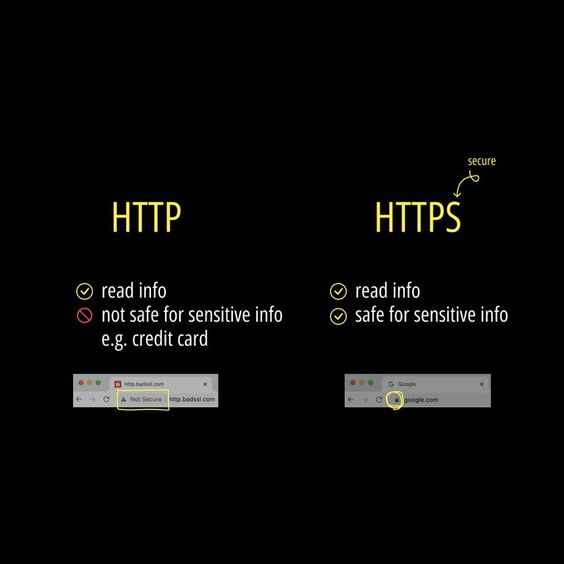 secure
HTTP
HTTPS
read info
not safe for sensitive info
e.g. credit card
read info
safe for sensitive info
http.badssl.com
Not Secure | http.badssl.com
Google
google.com